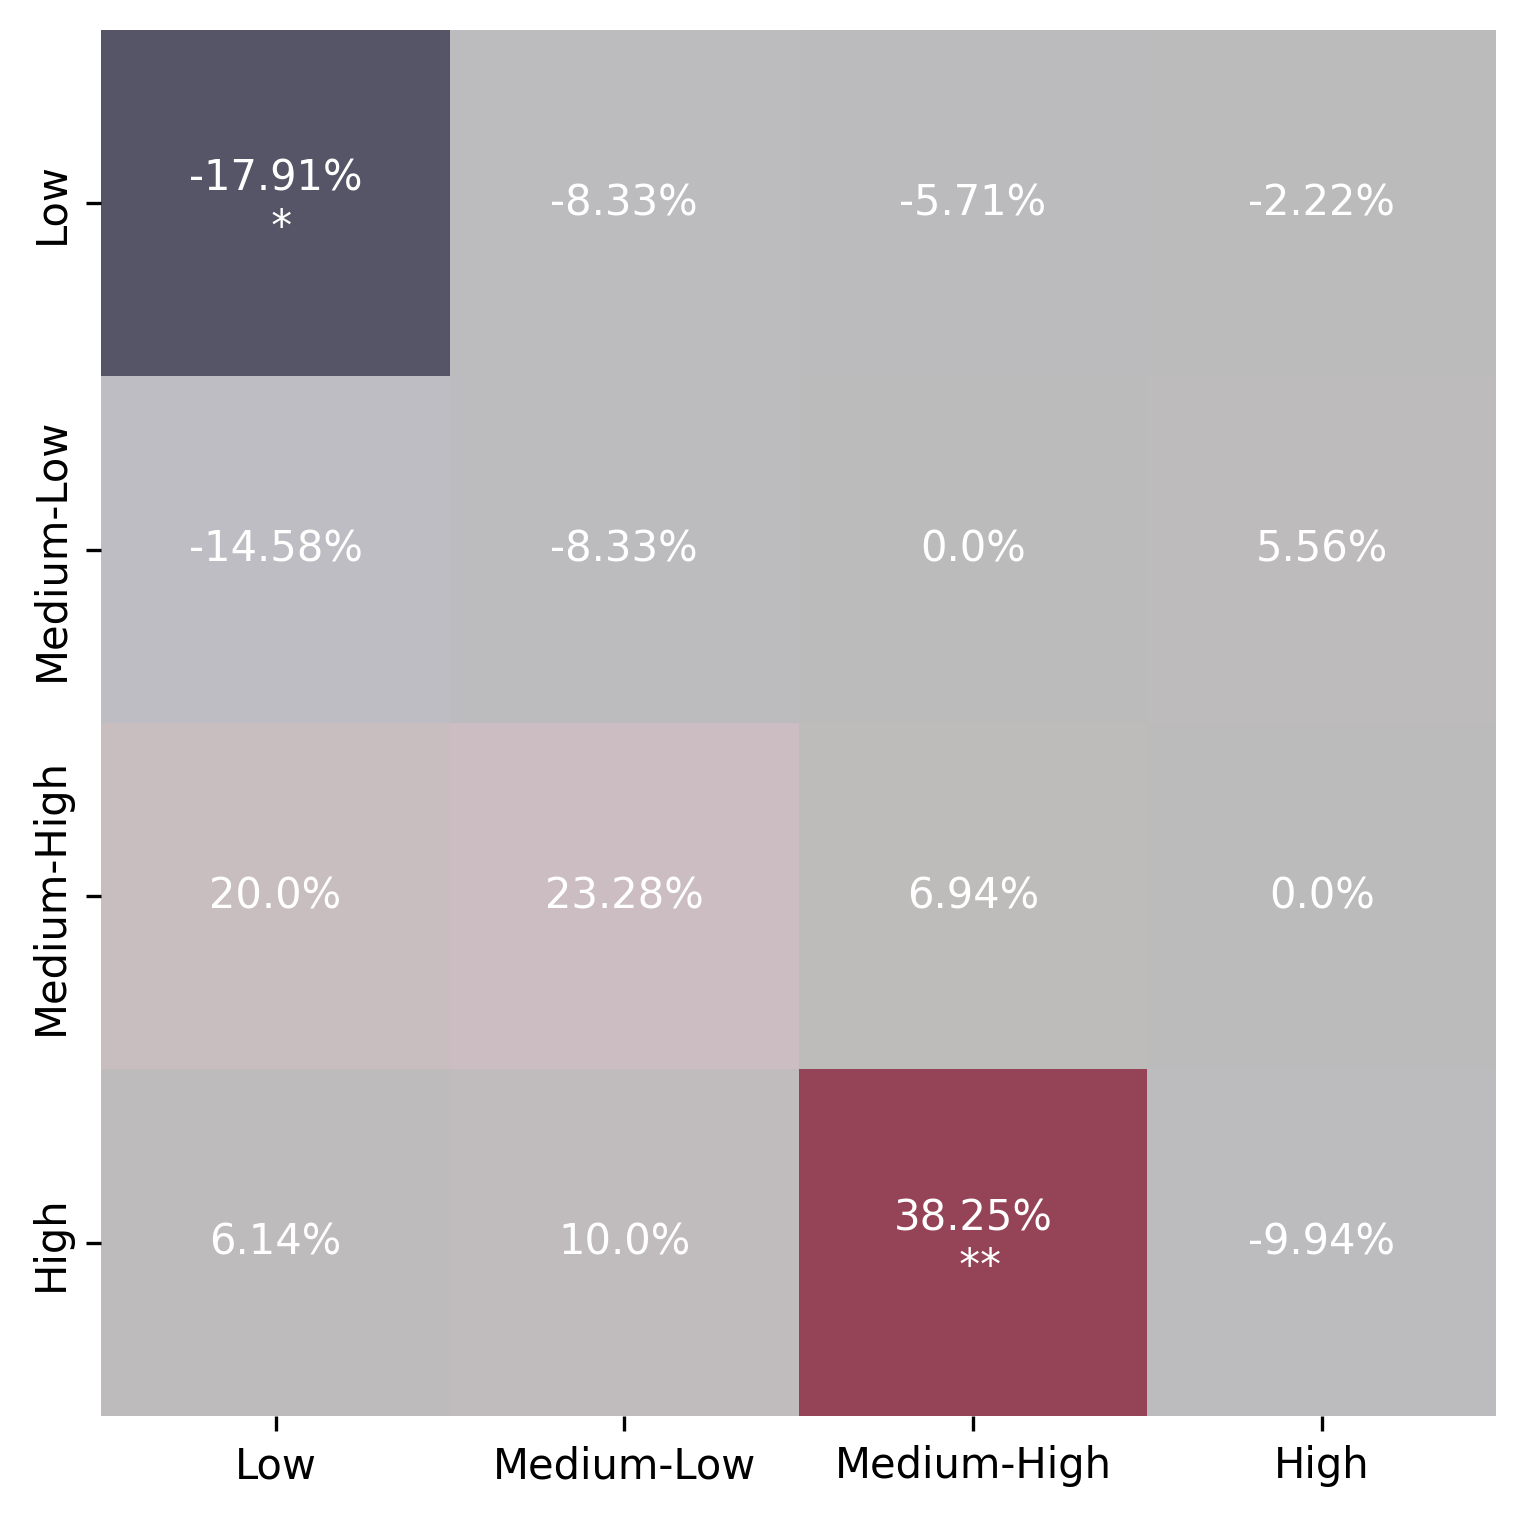 Low
-17.91%
*
-8.33%
-5.71%
-2.22%
Medium-Low
-14.58%
-8.33%
0.0%
5.56%
Medium-High
20.0%
23.28%
6.94%
0.0%
High
6.14%
10.0%
38.25%
**
-9.94%
Low
Medium-Low
Medium-High
High